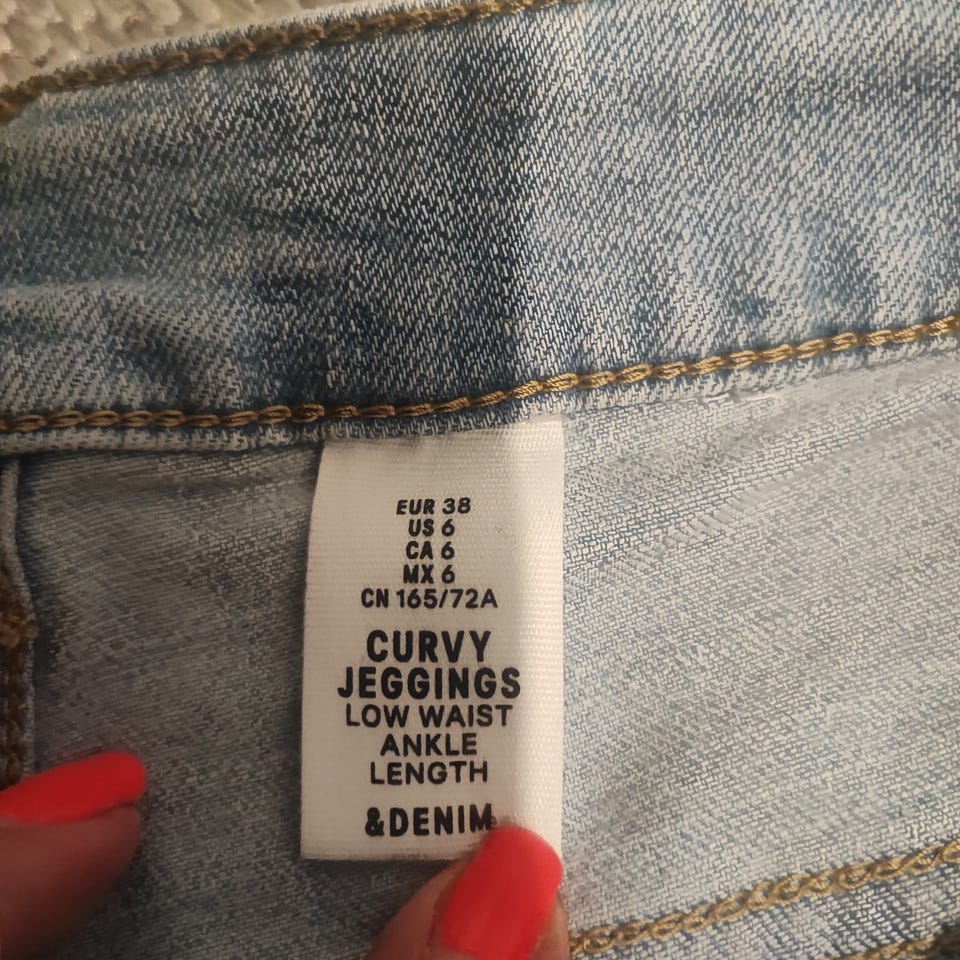 EUR 38
US 6
CA 6
MX 6
CN 165/72A
CURVY
JEGGINGS
LOW WAIST
ANKLE
LENGTH
&DENIM